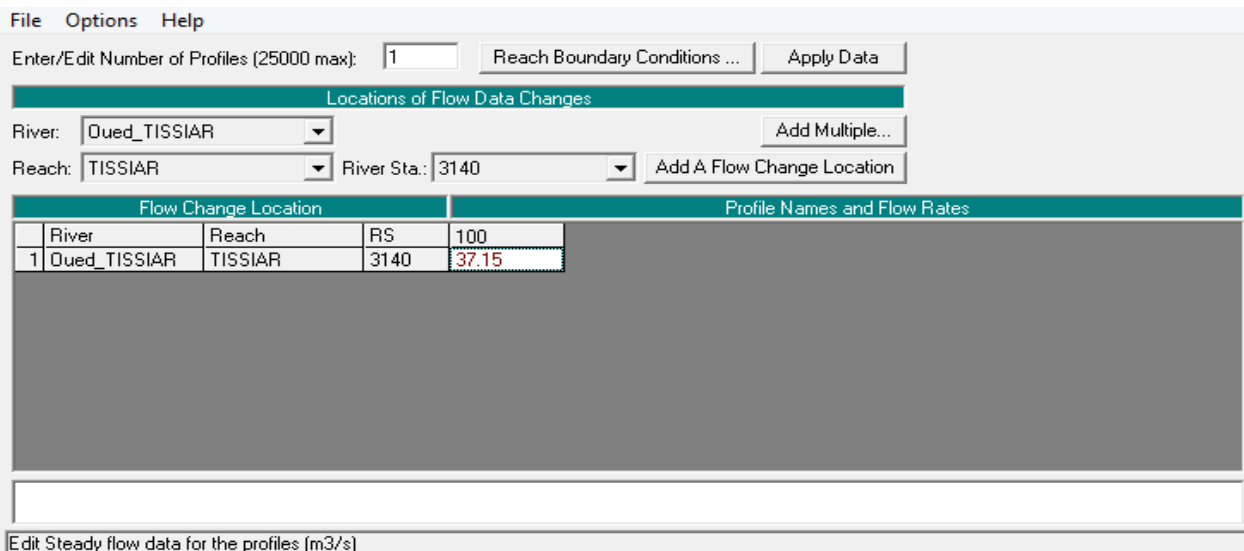 File Options Help
Enter/Edit Number of Profiles (25000 max): 1 Reach Boundary Conditions ... Apply Data
Locations of Flow Data Changes
River: Oued_TISSIAR Add Multiple...
Reach: TISSIAR River Sta.: 3140 Add A Flow Change Location
Flow Change Location Profile Names and Flow Rates
River Reach RS 100
1 Oued_TISSIAR TISSIAR 3140 37.15
Edit Steady flow data for the profiles (m3/s)